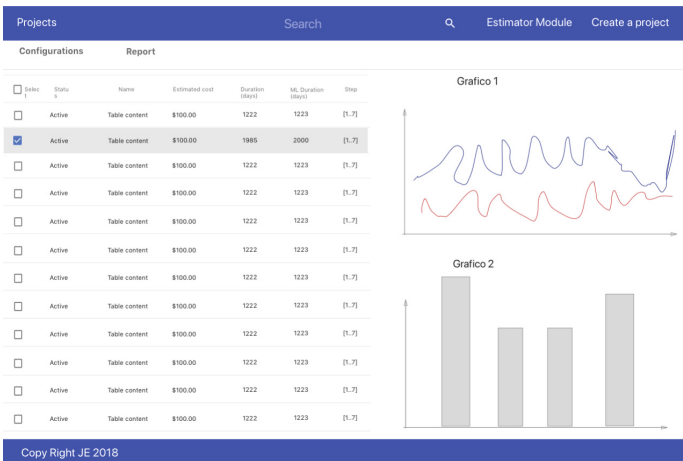 Projects Search Estimator Module Create a project
Configurations Report
Selec
t Statu
s Name Estimated cost Duration
(days) ML Duration
(days) Step
Active Table content $100.00 1222 1223 [1..7]
Active Table content $100.00 1985 2000 [1..7]
Active Table content $100.00 1222 1223 [1..7]
Active Table content $100.00 1222 1223 [1..7]
Active Table content $100.00 1222 1223 [1..7]
Active Table content $100.00 1222 1223 [1..7]
Active Table content $100.00 1222 1223 [1..7]
Active Table content $100.00 1222 1223 [1..7]
Active Table content $100.00 1222 1223 [1..7]
Active Table content $100.00 1222 1223 [1..7]
Active Table content $100.00 1222 1223 [1..7]
Active Table content $100.00 1222 1223 [1..7]
Grafico 1
Grafico 2
Copy Right JE 2018